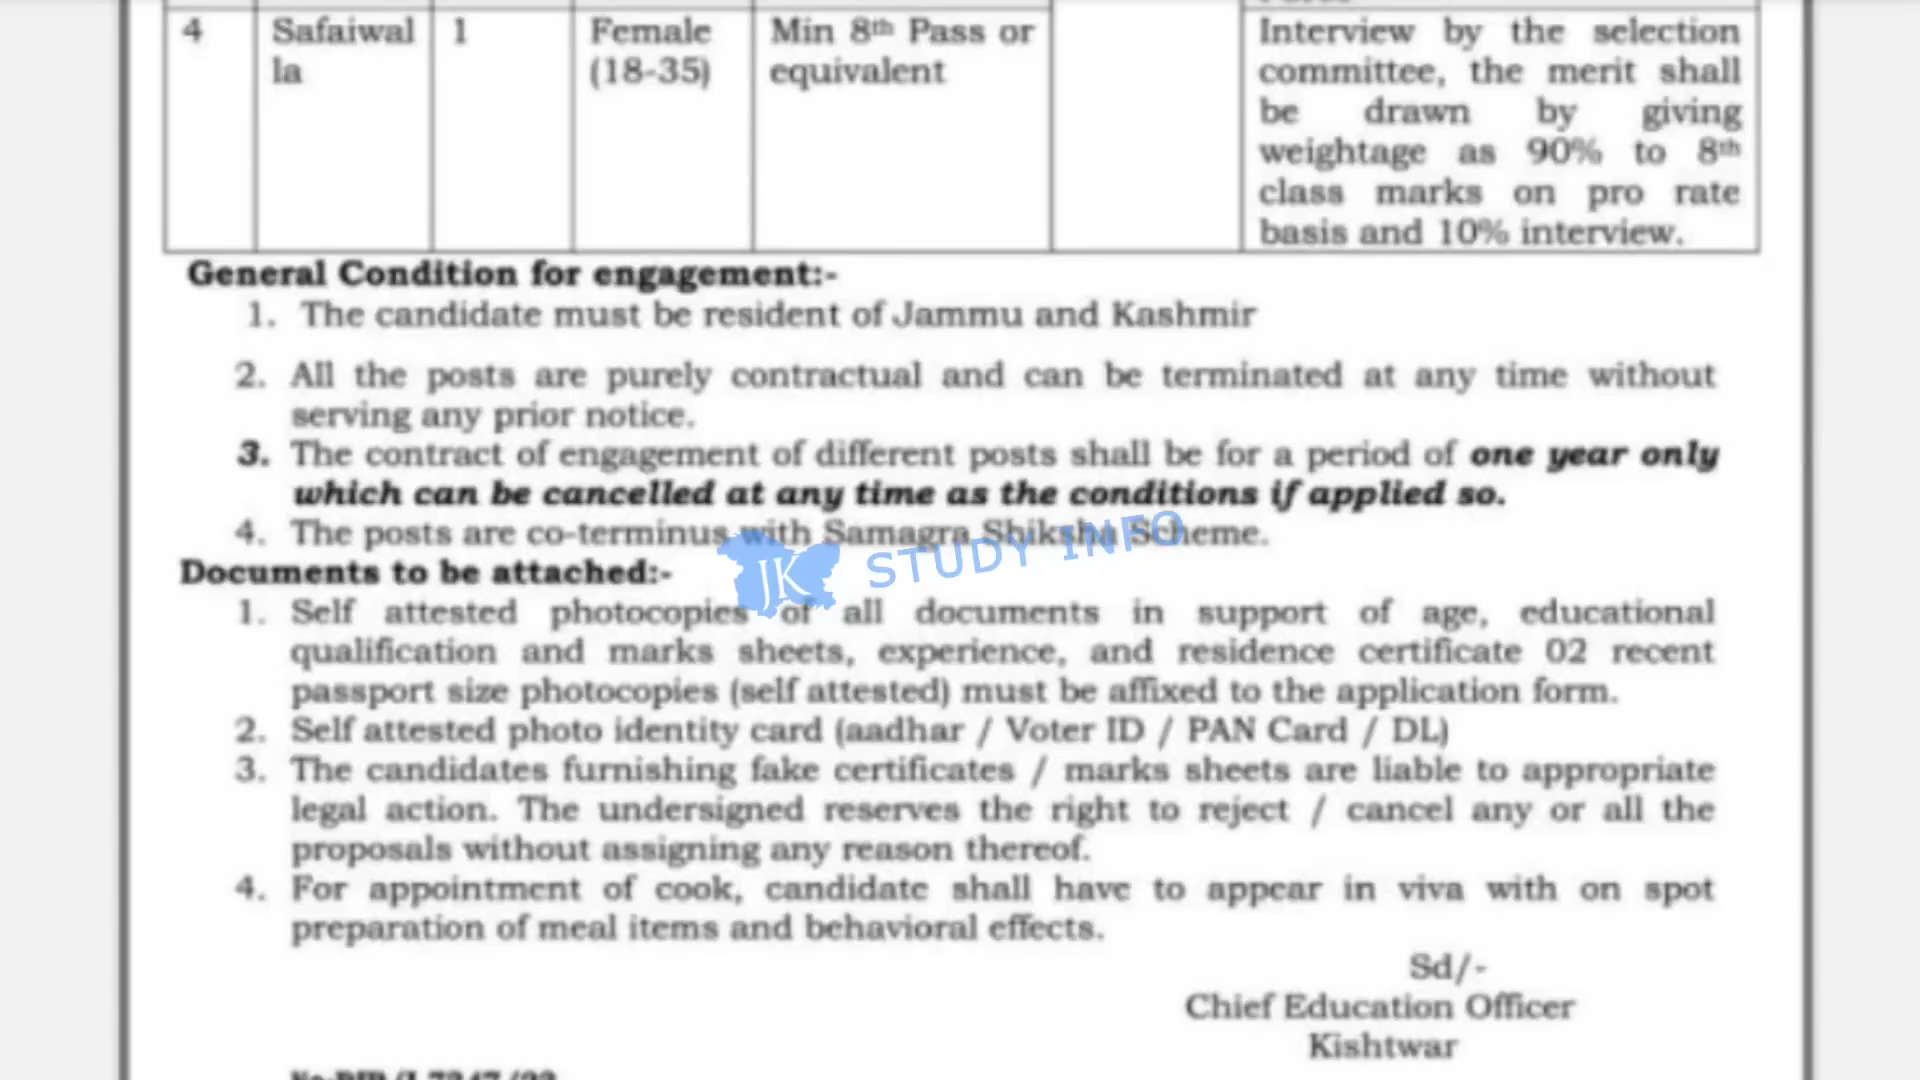 4 Safaiwal 1 Female Min 8th Pass or Interview by the selection
la (18-35) equivalent committee, the merit shall
be drawn by giving
weightage as 90% to 8th
class marks on pro rate
basis and 10% interview.
General Condition for engagement:-
1. The candidate must be resident of Jammu and Kashmir
2. All the posts are purely contractual and can be terminated at any time without
serving any prior notice.
3. The contract of engagement of different posts shall be for a period of one year only
which can be cancelled at any time as the conditions if applied so.
4. The posts are co-terminus with Samagra Shiksha Scheme.
JK STUDY INFO
Documents to be attached:-
1. Self attested photocopies of all documents in support of age, educational
qualification and marks sheets, experience, and residence certificate 02 recent
passport size photocopies (self attested) must be affixed to the application form.
2. Self attested photo identity card (aadhar / Voter ID / PAN Card / DL)
3. The candidates furnishing fake certificates / marks sheets are liable to appropriate
legal action. The undersigned reserves the right to reject / cancel any or all the
proposals without assigning any reason thereof.
4. For appointment of cook, candidate shall have to appear in viva with on spot
preparation of meal items and behavioral effects.
Sd/-
Chief Education Officer
Kishtwar